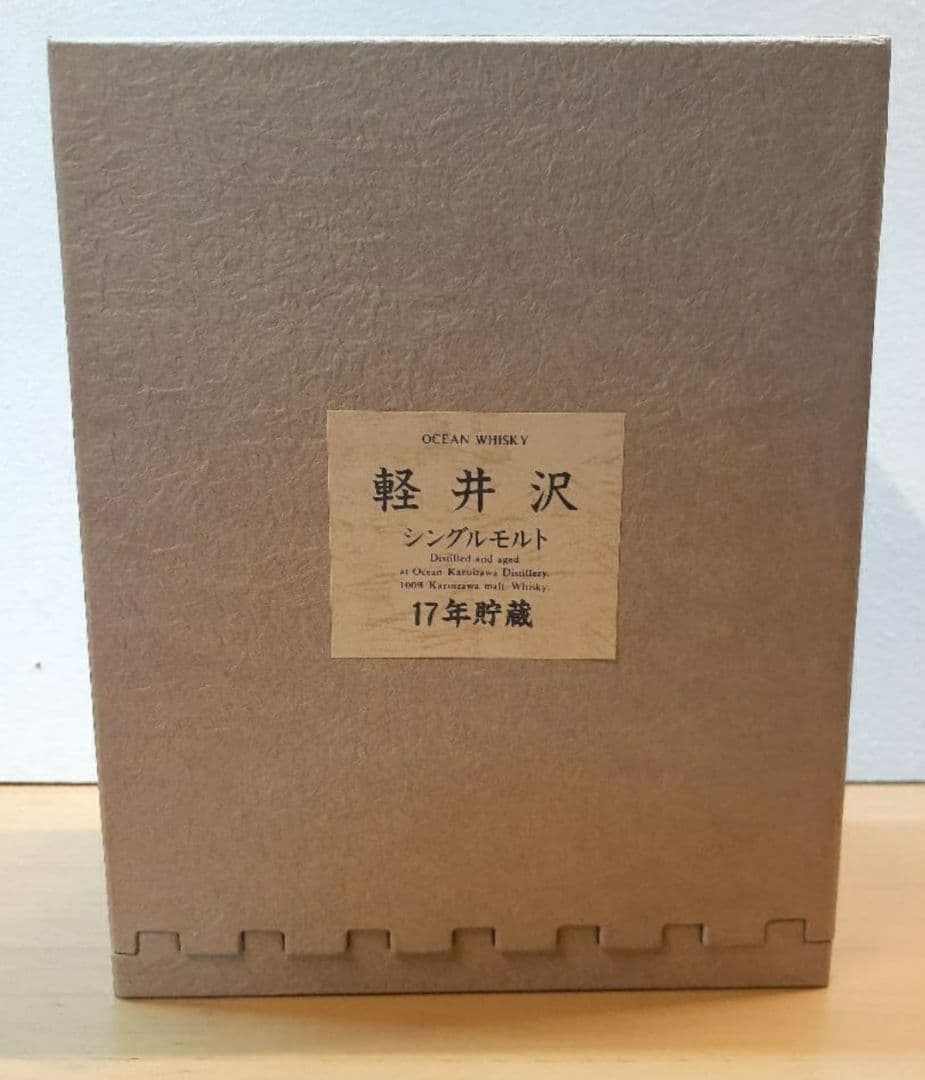 OCEAN WHISKY
軽井沢
シングルモルト
Distilled and aged
at Ocean Karuizawa Distillery.
100% Karuizawa malt Whisky.
17年貯蔵